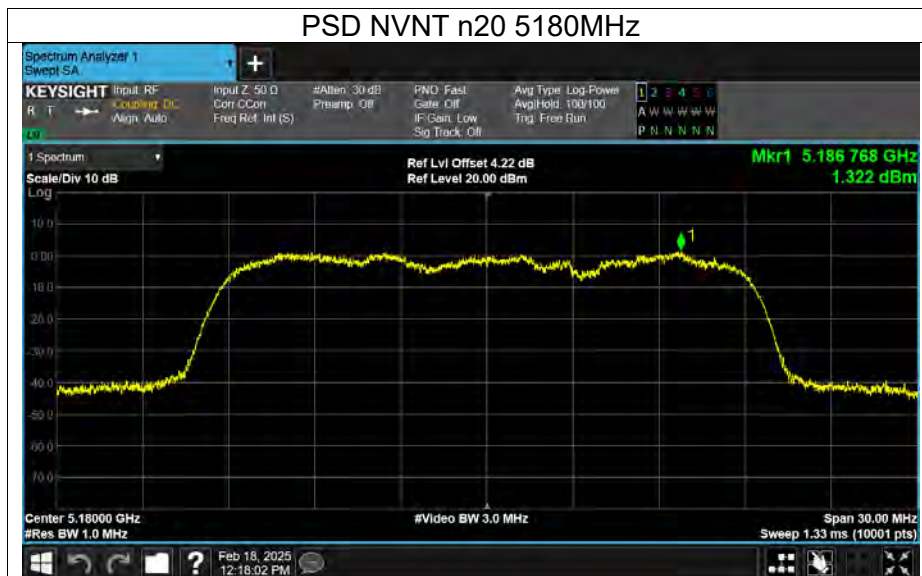 PSD NVNT n20 5180MHz
Spectrum Analyzer 1
Swept SA
+
KEYSIGHT Input: RF Input Z: 50 Ω #Atten: 30 dB PNO: Fast Avg Type: Log-Power 1 2 3 4 5 6
R T Coupling: DC Corr CCorr Preamp: Off Gate: Off Avg|Hold: 100/100 A W W W W W
Align: Auto Freq Ref: Int (S) IF Gain: Low Trig: Free Run P N N N N N
Sig Track: Off
1 Spectrum Ref Lvl Offset 4.22 dB Mkr1 5.186 768 GHz
Scale/Div 10 dB Ref Level 20.00 dBm 1.322 dBm
Log
10.0
0.00
1
-10.0
-20.0
-30.0
-40.0
-50.0
-60.0
-70.0
Center 5.18000 GHz #Video BW 3.0 MHz Span 30.00 MHz
#Res BW 1.0 MHz Sweep 1.33 ms (10001 pts)
? Feb 18, 2025
12:18:02 PM